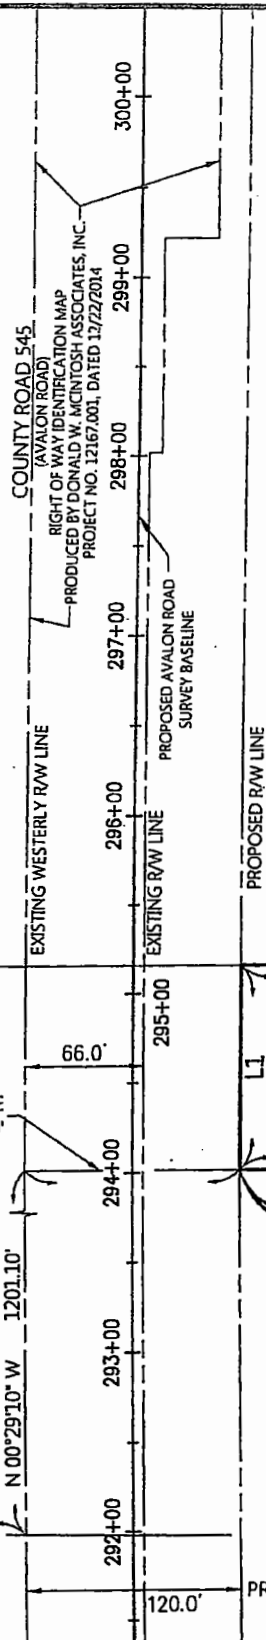 300+00
299+00
COUNTY ROAD 545
(AVALON ROAD)
RIGHT OF WAY IDENTIFICATION MAP
PRODUCED BY DONALD W. MCINTOSH ASSOCIATES, INC.
PROJECT NO. 12167.001, DATED 12/22/2014
298+00
297+00
PROPOSED AVALON ROAD
SURVEY BASELINE
296+00
EXISTING WESTERLY R/W LINE
EXISTING R/W LINE
PROPOSED R/W LINE
295+00
66.0'
L1
294+00
N 00°29'10" W 1201.10'
293+00
292+00
120.0'
PR